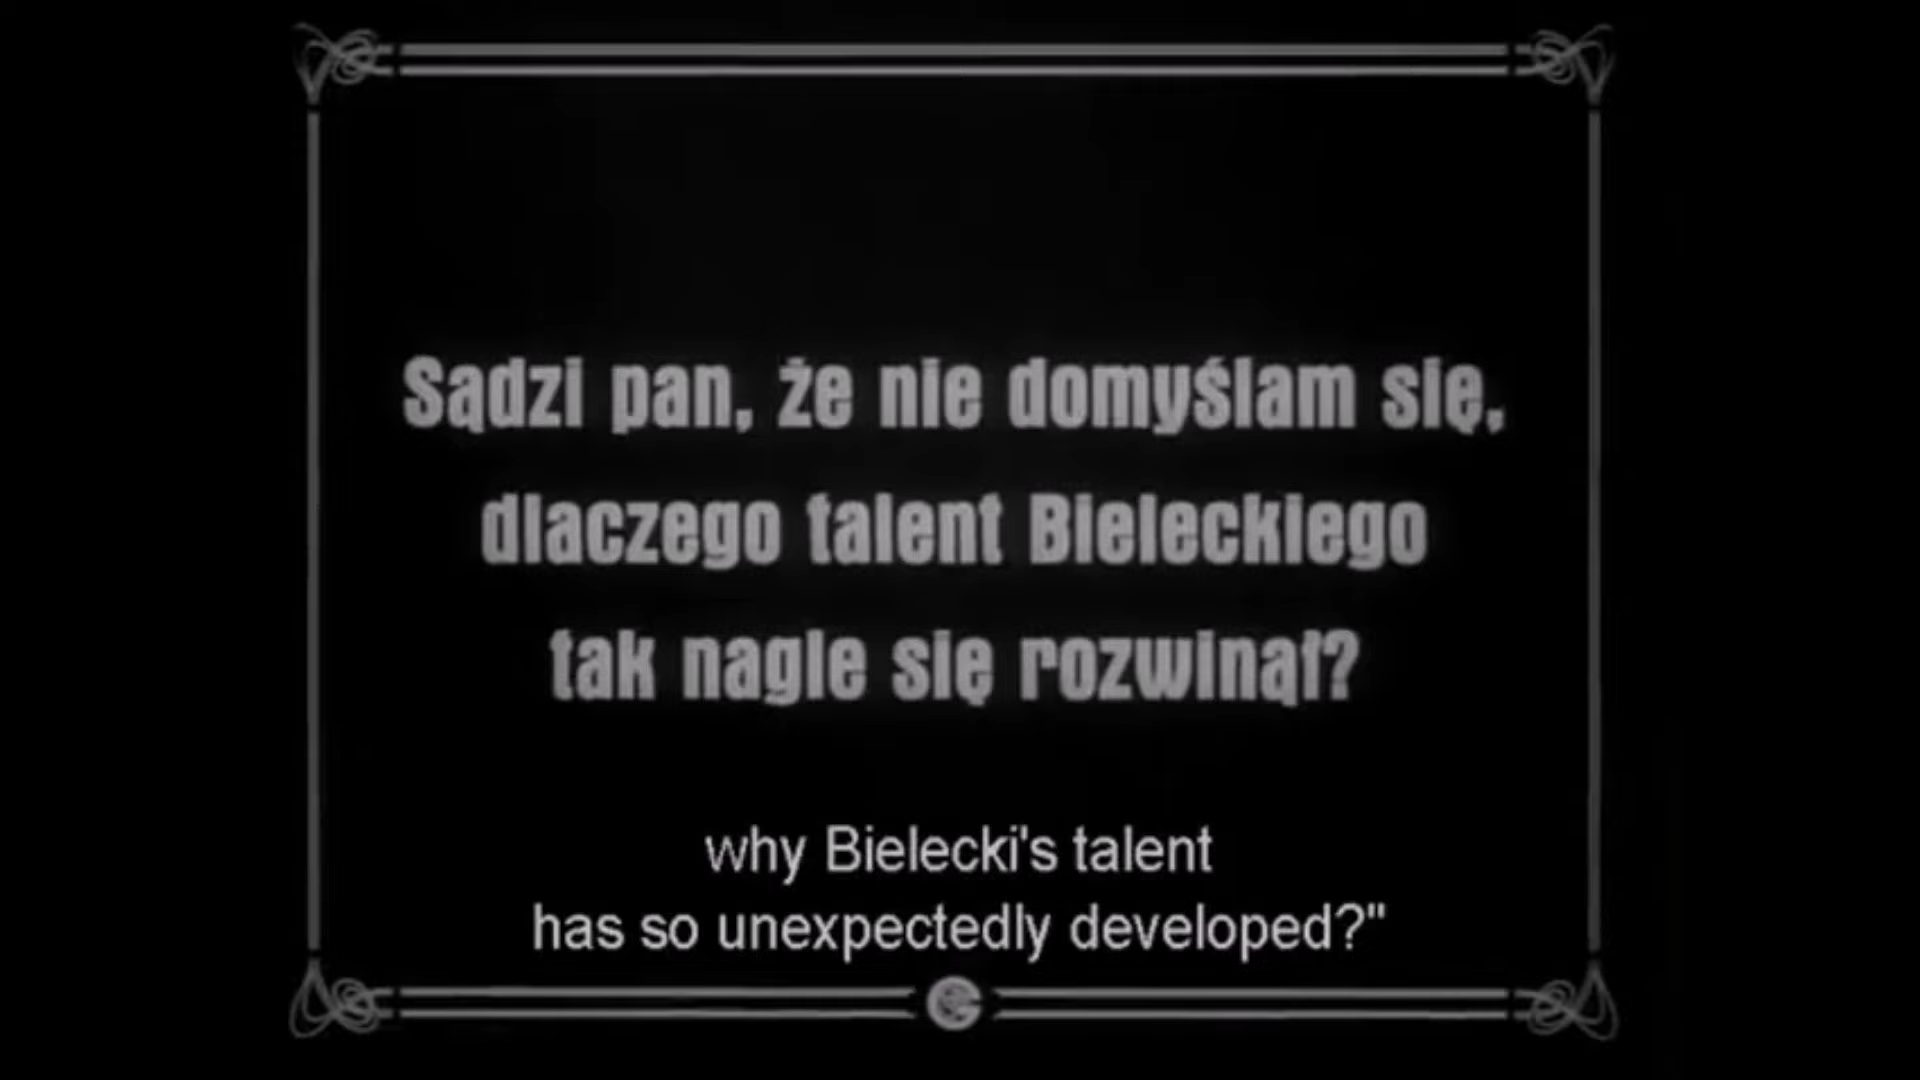 Sądzi pan, że nie domyślam się,
dlaczego talent Bieleckiego
tak nagle się rozwinął?
why Bielecki's talent
has so unexpectedly developed?"